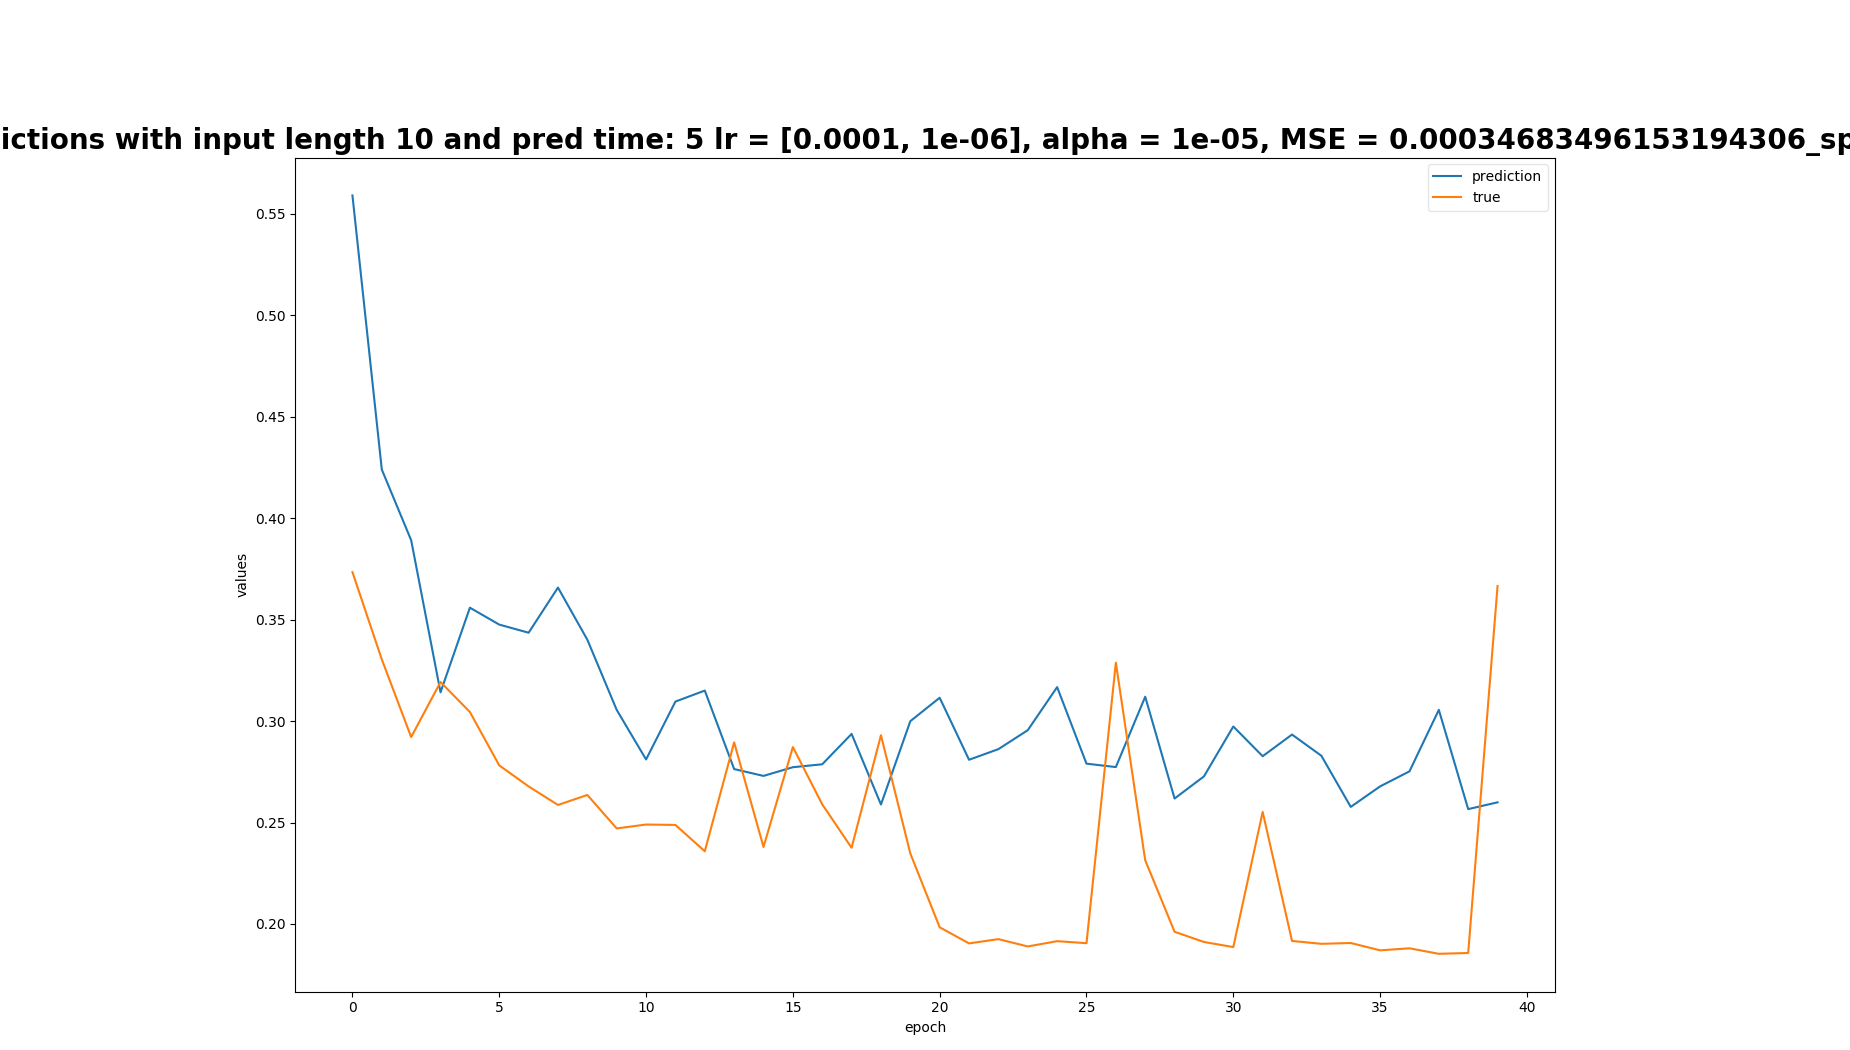 ictions with input length 10 and pred time: 5 lr = [0.0001, 1e-06], alpha = 1e-05, MSE = 0.00034683496153194306_sp
prediction
true
0.55
0.50
0.45
0.40
0.35
0.30
0.25
0.20
values
0 5 10 15 20 25 30 35 40
epoch